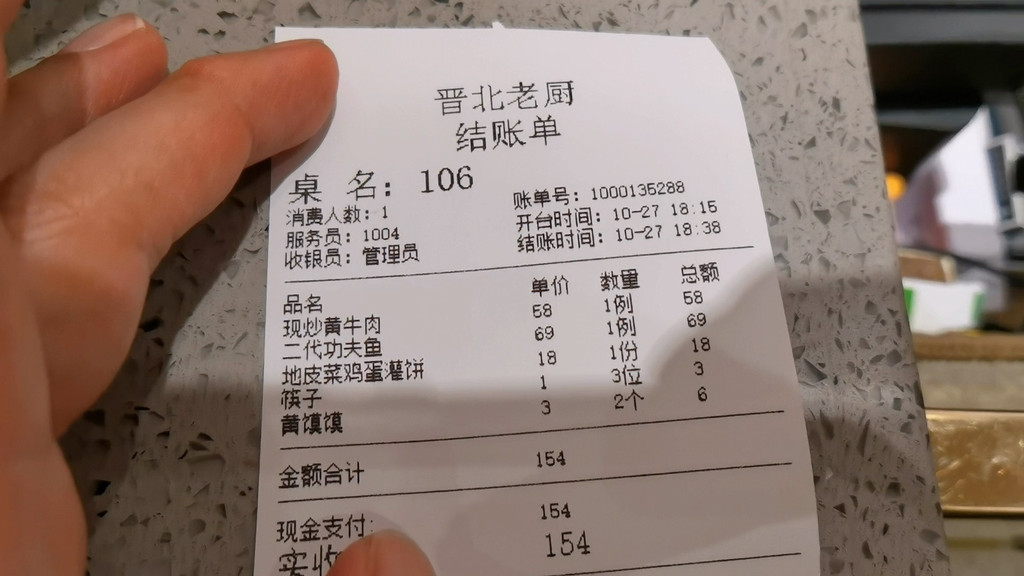 晋北老厨
结账单
桌 名： 106
消费人数：1
服务员：1004
收银员：管理员
账单号：1000135288
开台时间：10-27 18:15
结账时间：10-27 18:38
品名 单价 数量 总额
现炒黄牛肉 58 1例 58
二代功夫鱼 69 1例 69
地皮菜鸡蛋灌饼 18 1份 18
筷子 1 3位 3
黄馍馍 3 2个 6
金额合计 154
现金支付: 154
实收 154